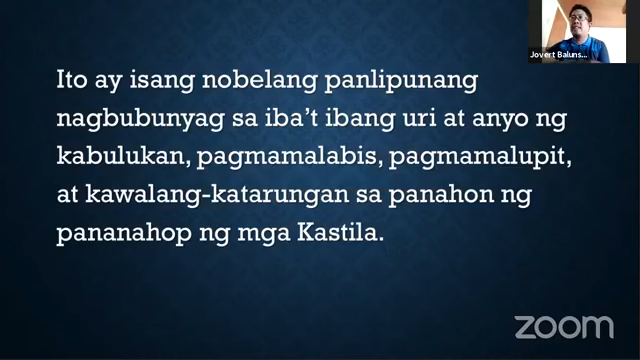 Jovert Baluns...
Ito ay isang nobelang panlipunang
nagbubunyag sa iba't ibang uri at anyo ng
kabulukan, pagmamalabis, pagmamalupit,
at kawalang-katarungan sa panahon ng
pananahop ng mga Kastila.
zoom